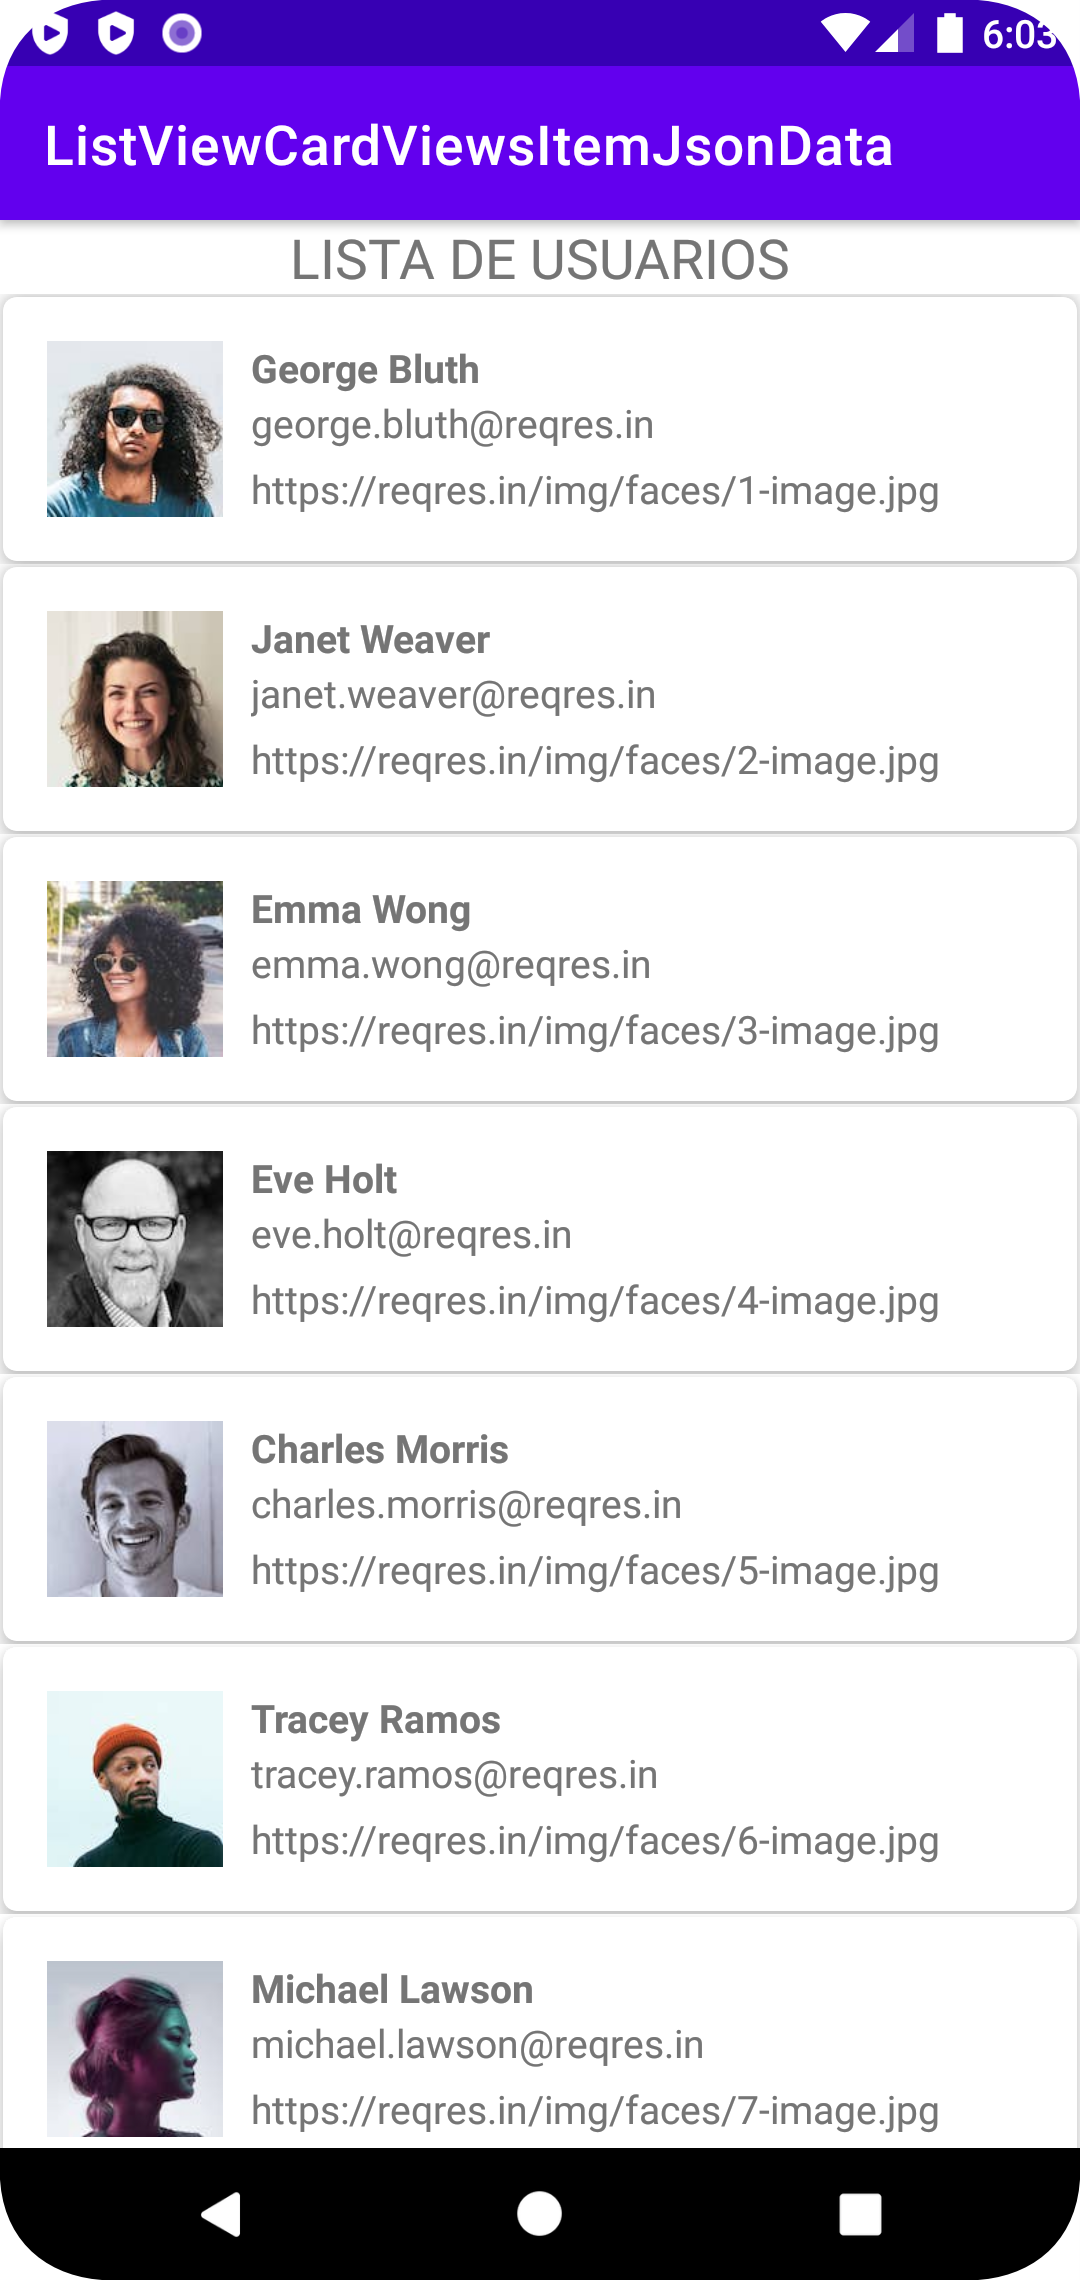 6:03
ListViewCardViewsItemJsonData
LISTA DE USUARIOS
George Bluth
george.bluth@reqres.in
https://reqres.in/img/faces/1-image.jpg
Janet Weaver
janet.weaver@reqres.in
https://reqres.in/img/faces/2-image.jpg
Emma Wong
emma.wong@reqres.in
https://reqres.in/img/faces/3-image.jpg
Eve Holt
eve.holt@reqres.in
https://reqres.in/img/faces/4-image.jpg
Charles Morris
charles.morris@reqres.in
https://reqres.in/img/faces/5-image.jpg
Tracey Ramos
tracey.ramos@reqres.in
https://reqres.in/img/faces/6-image.jpg
Michael Lawson
michael.lawson@reqres.in
https://reqres.in/img/faces/7-image.jpg